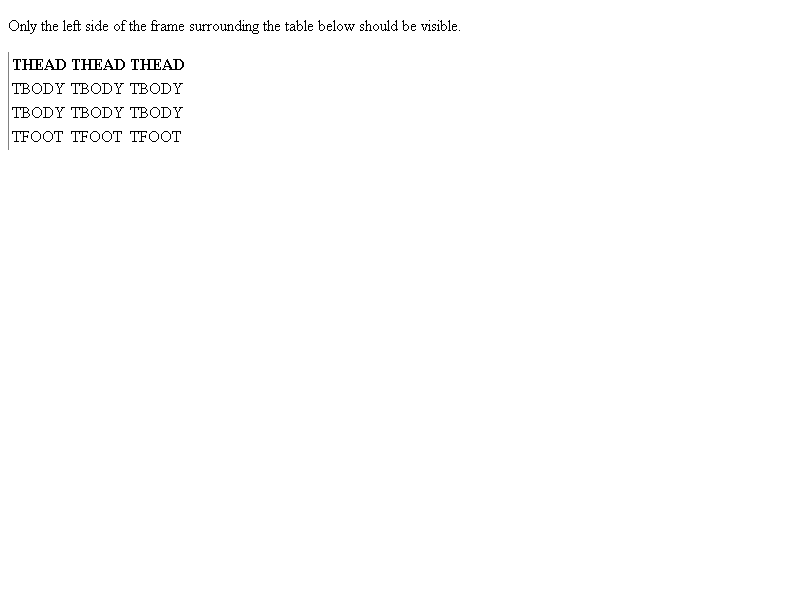 Only the left side of the frame surrounding the table below should be visible.
THEAD THEAD THEAD
TBODY TBODY TBODY
TBODY TBODY TBODY
TFOOT TFOOT TFOOT